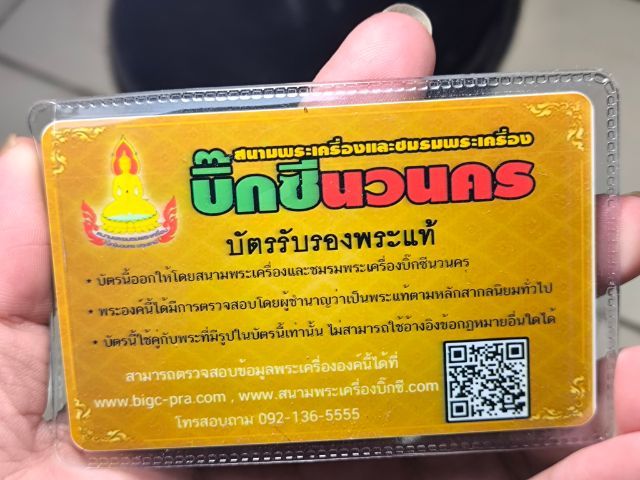 สนามพระเครื่องและชมรมพระเครื่อง
บิ๊กซีนวนคร
บัตรรับรองพระแท้
• บัตรนี้ออกให้โดยสนามพระเครื่องและชมรมพระเครื่องบิ๊กซีนวนคร
• พระองค์นี้ได้มีการตรวจสอบโดยผู้ชำนาญว่าเป็นพระแท้ตามหลักสากลนิยมทั่วไป
• บัตรนี้ใช้คู่กับพระที่มีรูปในบัตรนี้เท่านั้น ไม่สามารถใช้อ้างอิงข้อกฎหมายอื่นใดได้
สามารถตรวจสอบข้อมูลพระเครื่ององค์นี้ได้ที่
www.bigc-pra.com , www.สนามพระเครื่องบิ๊กซี.com
โทรสอบถาม 092-136-5555